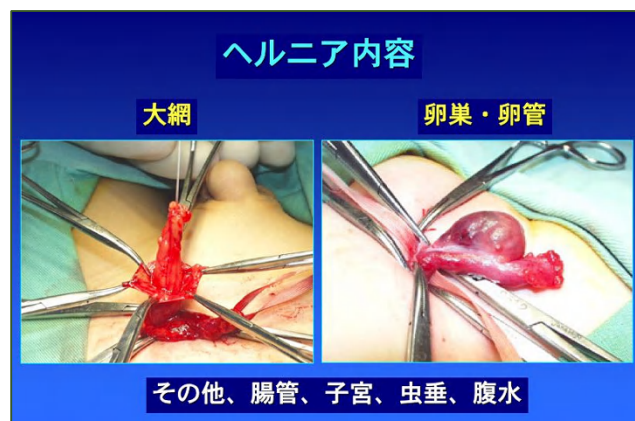 ヘルニア内容
大網
卵巣・卵管
その他、腸管、子宮、虫垂、腹水